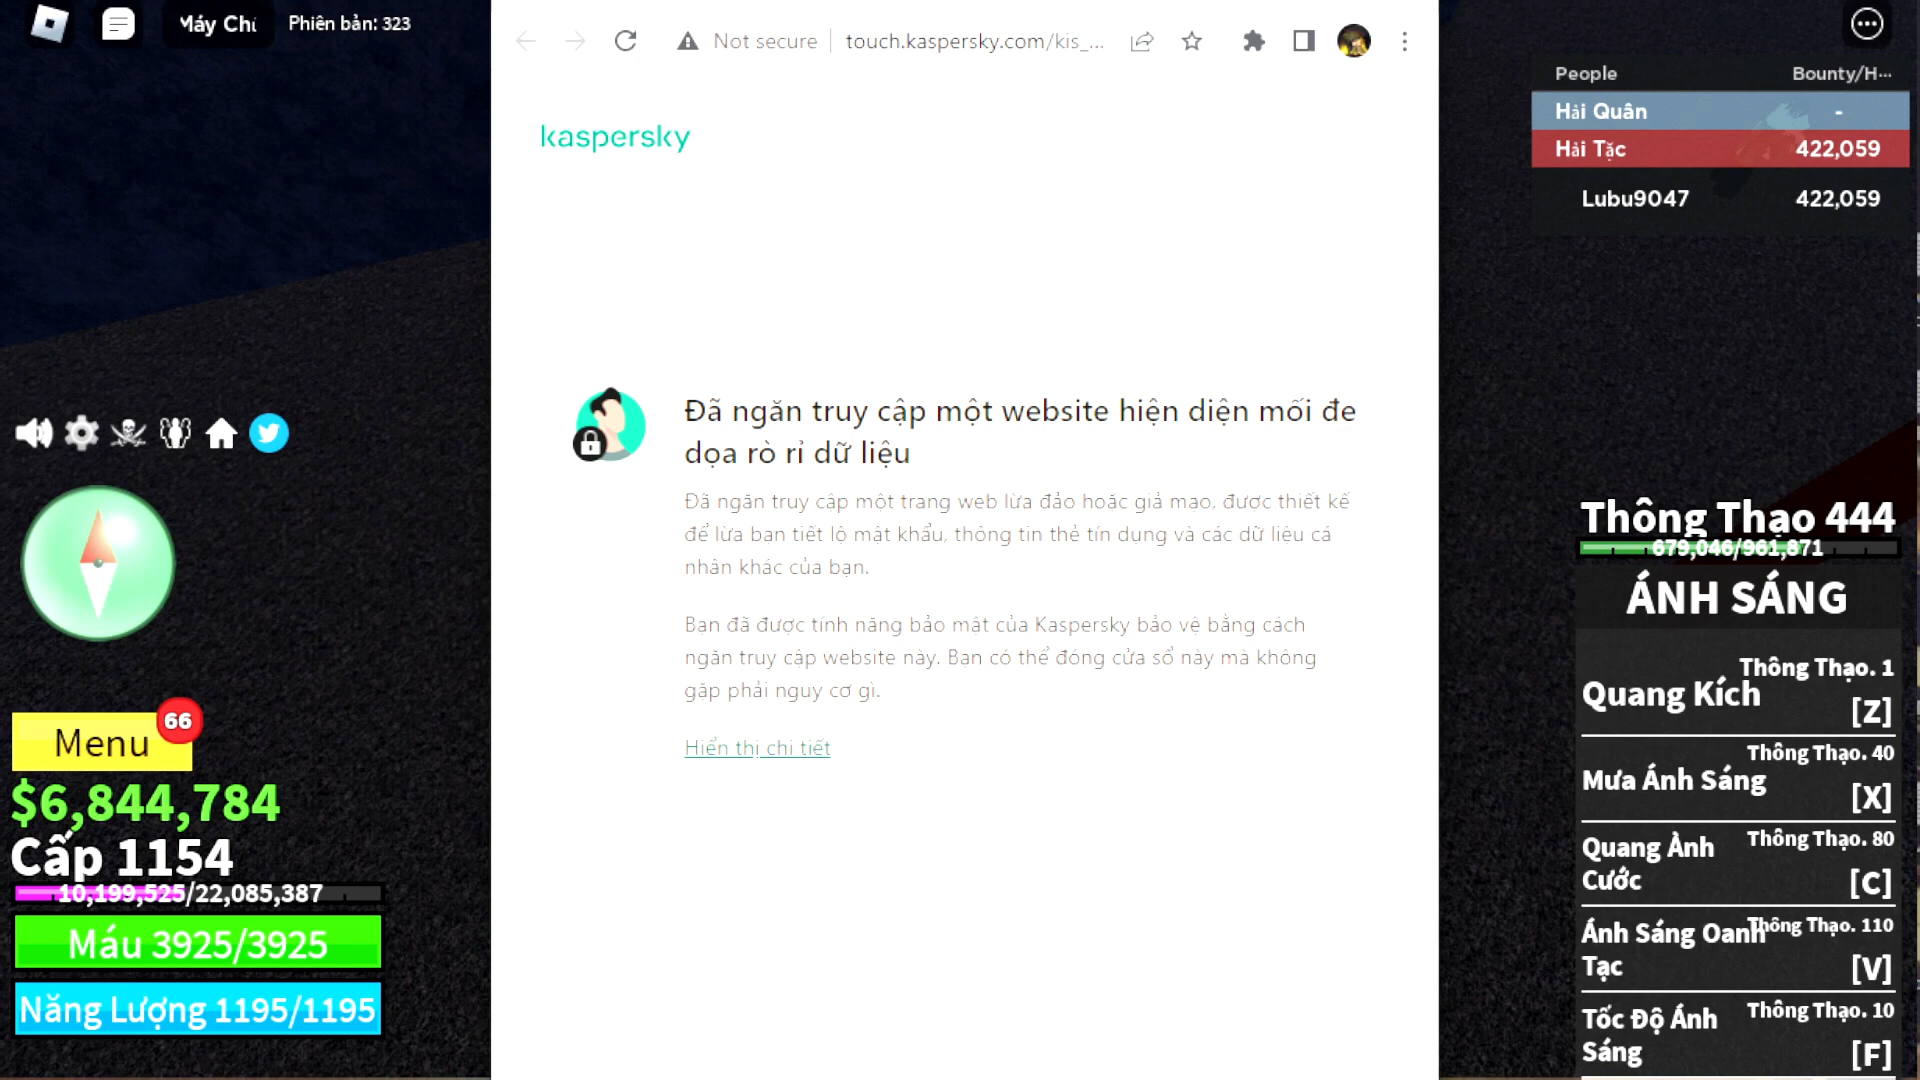 Máy Chủ
Phiên bản: 323
Not secure
touch.kaspersky.com/kis_...
kaspersky
Đã ngăn truy cập một website hiện diện mối đe
dọa rò rỉ dữ liệu
Đã ngăn truy cập một trang web lừa đảo hoặc giả mạo, được thiết kế
để lừa bạn tiết lộ mật khẩu, thông tin thẻ tín dụng và các dữ liệu cá
nhân khác của bạn.
Bạn đã được tính năng bảo mật của Kaspersky bảo vệ bằng cách
ngăn truy cập website này. Bạn có thể đóng cửa sổ này mà không
gặp phải nguy cơ gì.
Hiển thị chi tiết
66
Menu
$6,844,784
Cấp 1154
10,199,525/22,085,387
Máu 3925/3925
Năng Lượng 1195/1195
People Bounty/H...
Hải Quân -
Hải Tặc 422,059
Lubu9047 422,059
Thông Thạo 444
679,046/961,871
ÁNH SÁNG
Thông Thạo. 1
Quang Kích
[Z]
Thông Thạo. 40
Mưa Ánh Sáng
[X]
Thông Thạo. 80
Quang Ảnh
Cước
[C]
Thông Thạo. 110
Ánh Sáng Oanh
Tạc
[V]
Thông Thạo. 10
Tốc Độ Ánh
Sáng
[F]